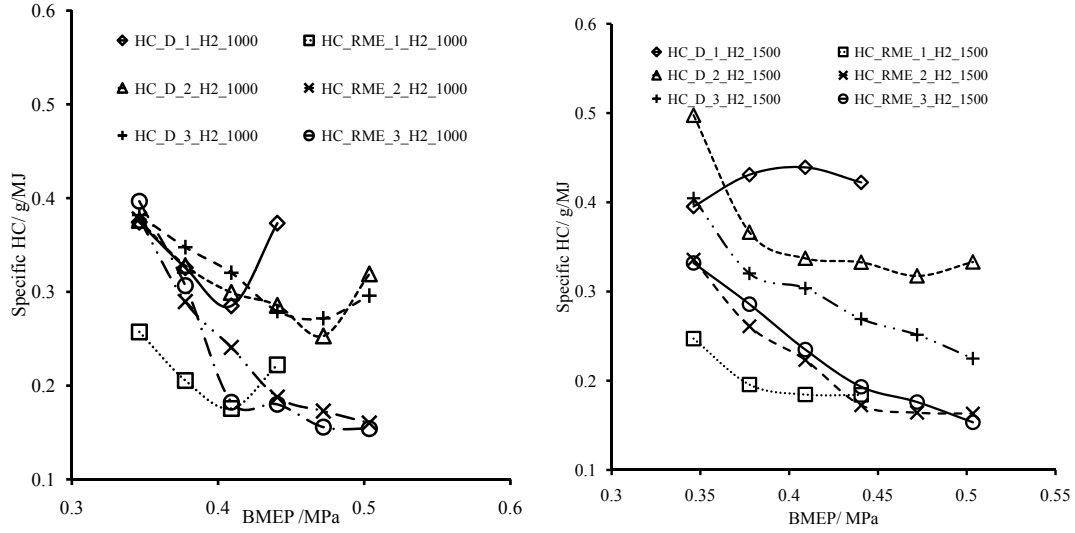 0.6
0.5
0.4
0.3
0.2
0.1
Specific HC/ g/MJ
HC_D_1_H2_1000 HC_RME_1_H2_1000
HC_D_2_H2_1000 HC_RME_2_H2_1000
HC_D_3_H2_1000 HC_RME_3_H2_1000
0.3 0.4 0.5 0.6
BMEP /MPa
0.6
0.5
0.4
0.3
0.2
0.1
Specific HC/ g/MJ
HC_D_1_H2_1500 HC_RME_1_H2_1500
HC_D_2_H2_1500 HC_RME_2_H2_1500
HC_D_3_H2_1500 HC_RME_3_H2_1500
0.3 0.35 0.4 0.45 0.5 0.55
BMEP/ MPa